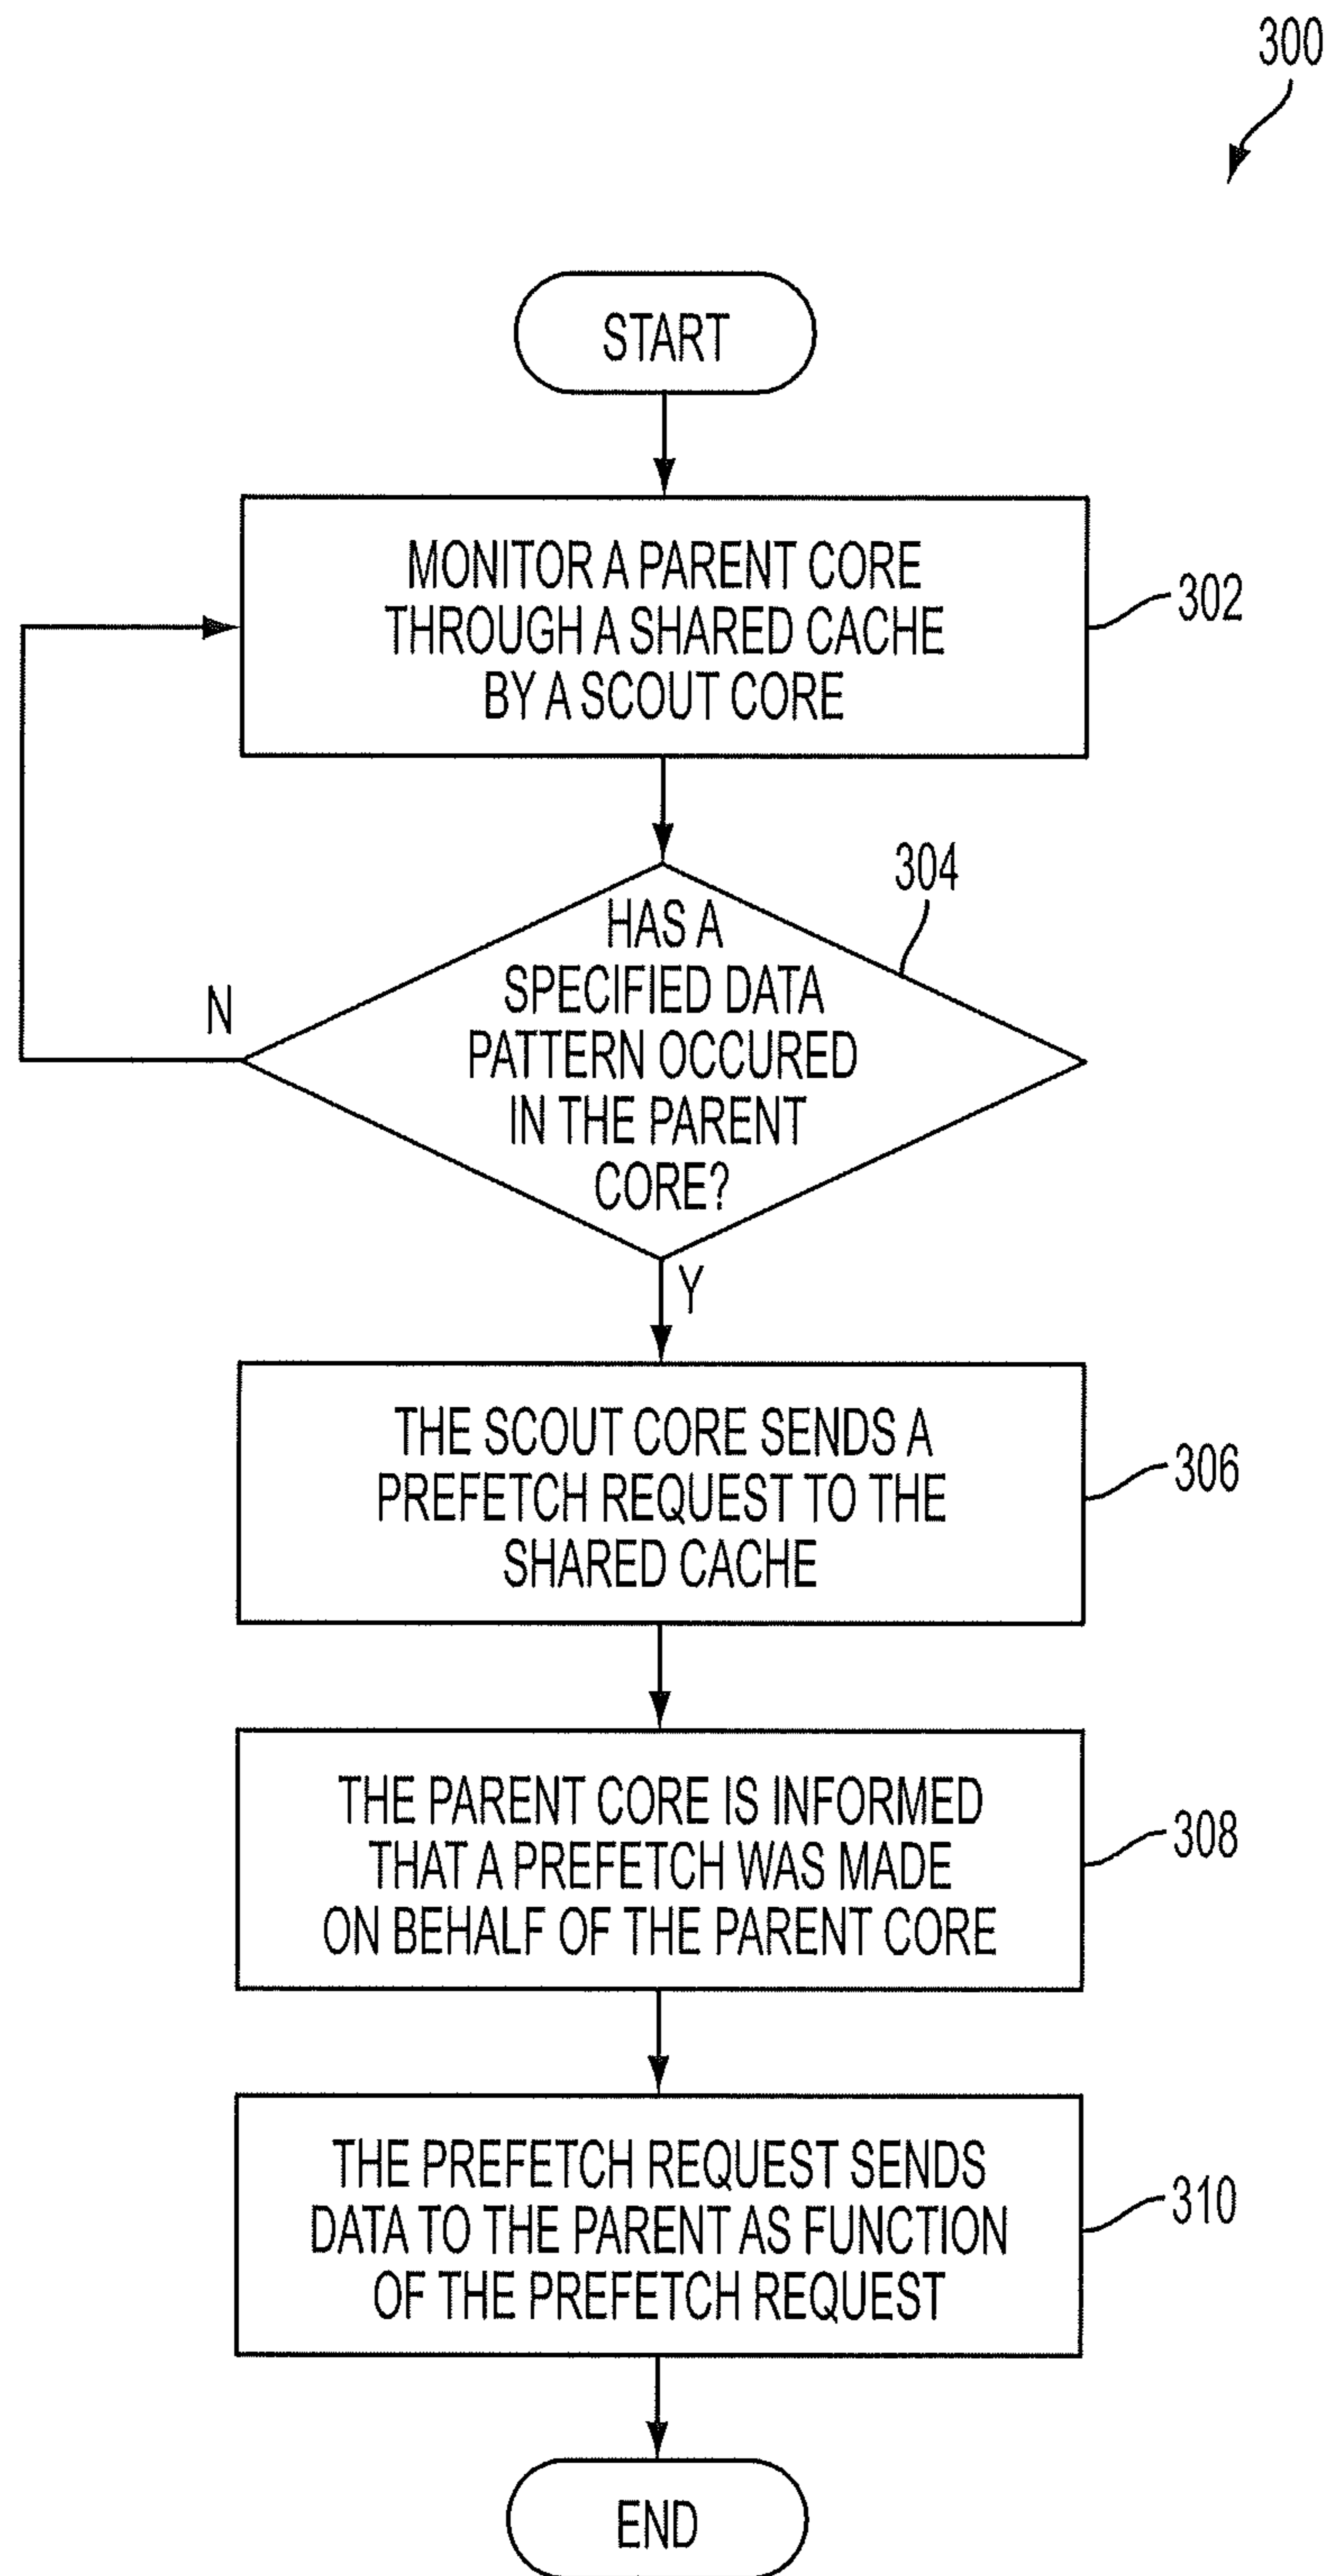 300
START
MONITOR A PARENT CORE
THROUGH A SHARED CACHE
BY A SCOUT CORE
302
304
HAS A
SPECIFIED DATA
PATTERN OCCURED
IN THE PARENT
CORE?
N
Y
THE SCOUT CORE SENDS A
PREFETCH REQUEST TO THE
SHARED CACHE
306
THE PARENT CORE IS INFORMED
THAT A PREFETCH WAS MADE
ON BEHALF OF THE PARENT CORE
308
THE PREFETCH REQUEST SENDS
DATA TO THE PARENT AS FUNCTION
OF THE PREFETCH REQUEST
310
END